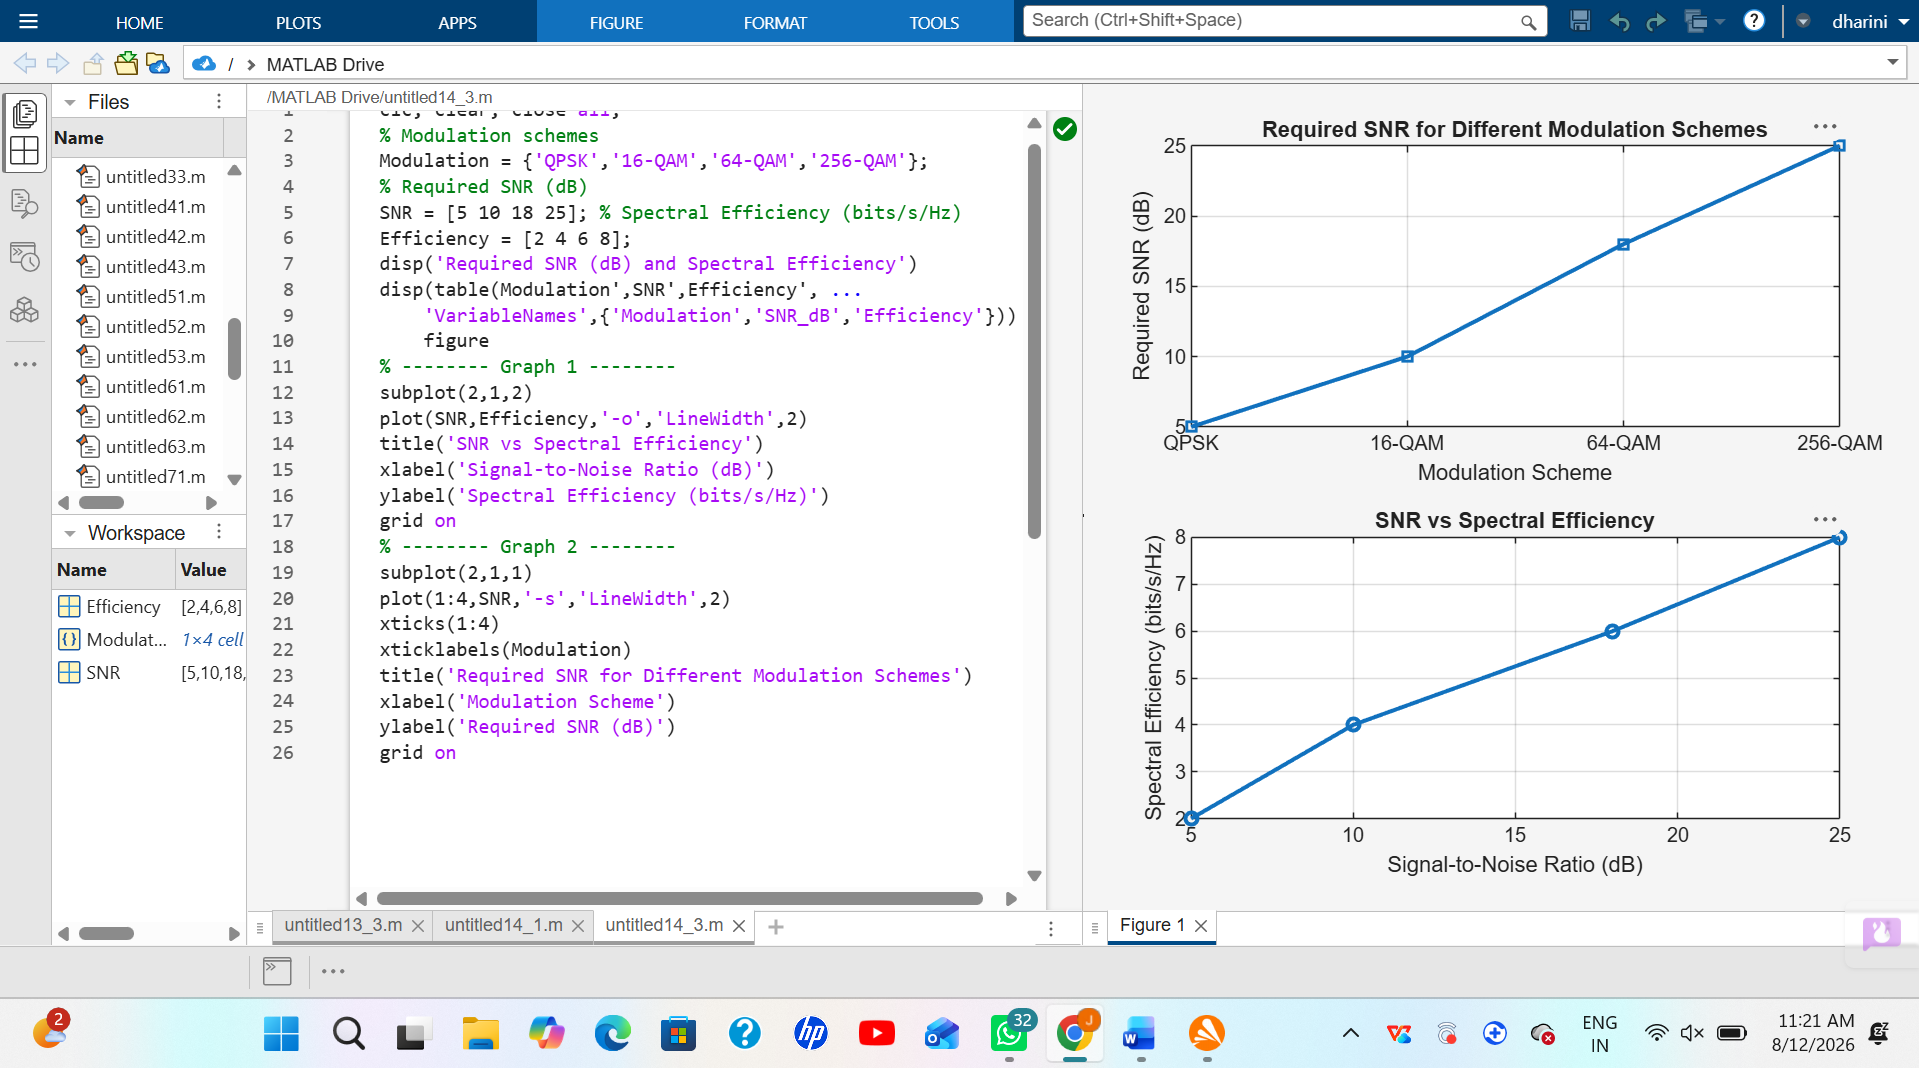 HOME PLOTS APPS FIGURE FORMAT TOOLS Search (Ctrl+Shift+Space) dharini
/ MATLAB Drive
Files
Name
untitled33.m
untitled41.m
untitled42.m
untitled43.m
untitled51.m
untitled52.m
untitled53.m
untitled61.m
untitled62.m
untitled63.m
untitled71.m
Workspace
Name Value
Efficiency [2,4,6,8]
Modulat... 1×4 cell
SNR [5,10,18,
/MATLAB Drive/untitled14_3.m
1 clc, clear, close all,
2 % Modulation schemes
3 Modulation = {'QPSK','16-QAM','64-QAM','256-QAM'};
4 % Required SNR (dB)
5 SNR = [5 10 18 25]; % Spectral Efficiency (bits/s/Hz)
6 Efficiency = [2 4 6 8];
7 disp('Required SNR (dB) and Spectral Efficiency')
8 disp(table(Modulation',SNR',Efficiency', ...
9 'VariableNames',{'Modulation','SNR_dB','Efficiency'}))
10 figure
11 % -------- Graph 1 --------
12 subplot(2,1,2)
13 plot(SNR,Efficiency,'-o','LineWidth',2)
14 title('SNR vs Spectral Efficiency')
15 xlabel('Signal-to-Noise Ratio (dB)')
16 ylabel('Spectral Efficiency (bits/s/Hz)')
17 grid on
18 % -------- Graph 2 --------
19 subplot(2,1,1)
20 plot(1:4,SNR,'-s','LineWidth',2)
21 xticks(1:4)
22 xticklabels(Modulation)
23 title('Required SNR for Different Modulation Schemes')
24 xlabel('Modulation Scheme')
25 ylabel('Required SNR (dB)')
26 grid on
untitled13_3.m untitled14_1.m untitled14_3.m
Required SNR for Different Modulation Schemes
Required SNR (dB)
25
20
15
10
5
QPSK 16-QAM 64-QAM 256-QAM
Modulation Scheme
SNR vs Spectral Efficiency
Spectral Efficiency (bits/s/Hz)
8
7
6
5
4
3
2
5 10 15 20 25
Signal-to-Noise Ratio (dB)
Figure 1
2
32
J
ENG
IN
11:21 AM
8/12/2026